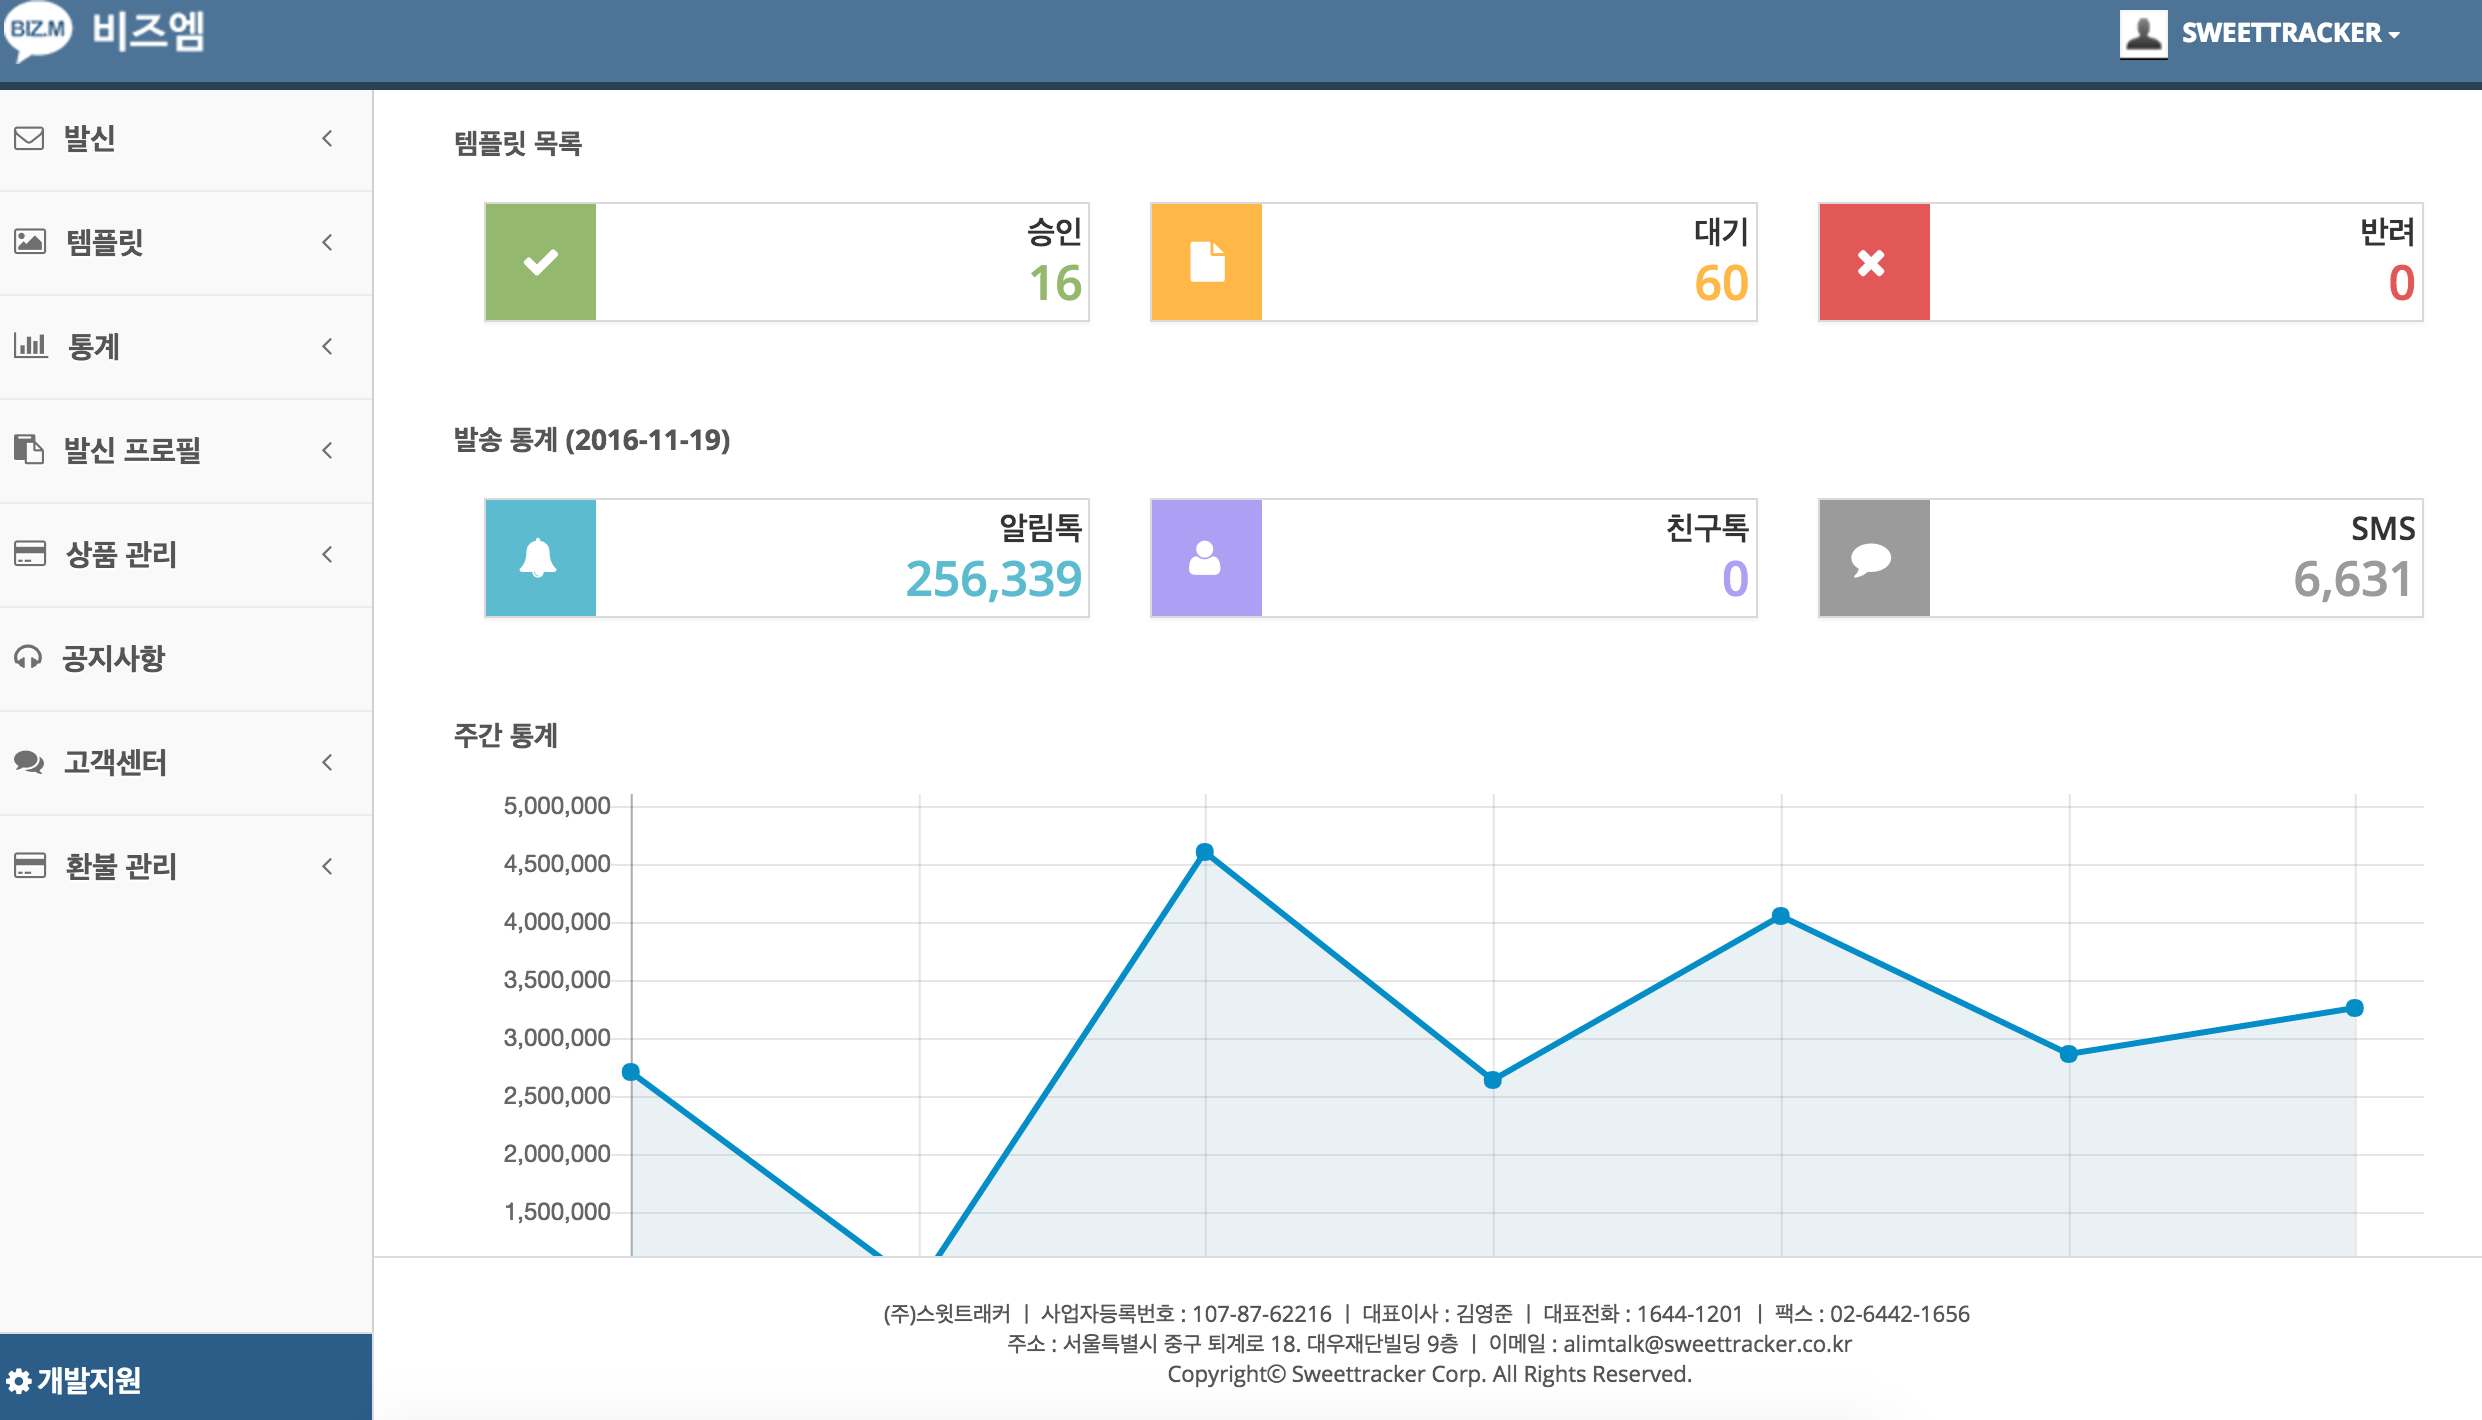 BIZ.M 비즈엠
SWEETTRACKER
발신
템플릿
통계
발신 프로필
상품 관리
공지사항
고객센터
환불 관리
개발지원
템플릿 목록
승인
16
대기
60
반려
0
발송 통계 (2016-11-19)
알림톡
256,339
친구톡
0
SMS
6,631
주간 통계
5,000,000
4,500,000
4,000,000
3,500,000
3,000,000
2,500,000
2,000,000
1,500,000
(주)스윗트래커 | 사업자등록번호 : 107-87-62216 | 대표이사 : 김영준 | 대표전화 : 1644-1201 | 팩스 : 02-6442-1656
주소 : 서울특별시 중구 퇴계로 18. 대우재단빌딩 9층 | 이메일 : alimtalk@sweettracker.co.kr
Copyright© Sweettracker Corp. All Rights Reserved.